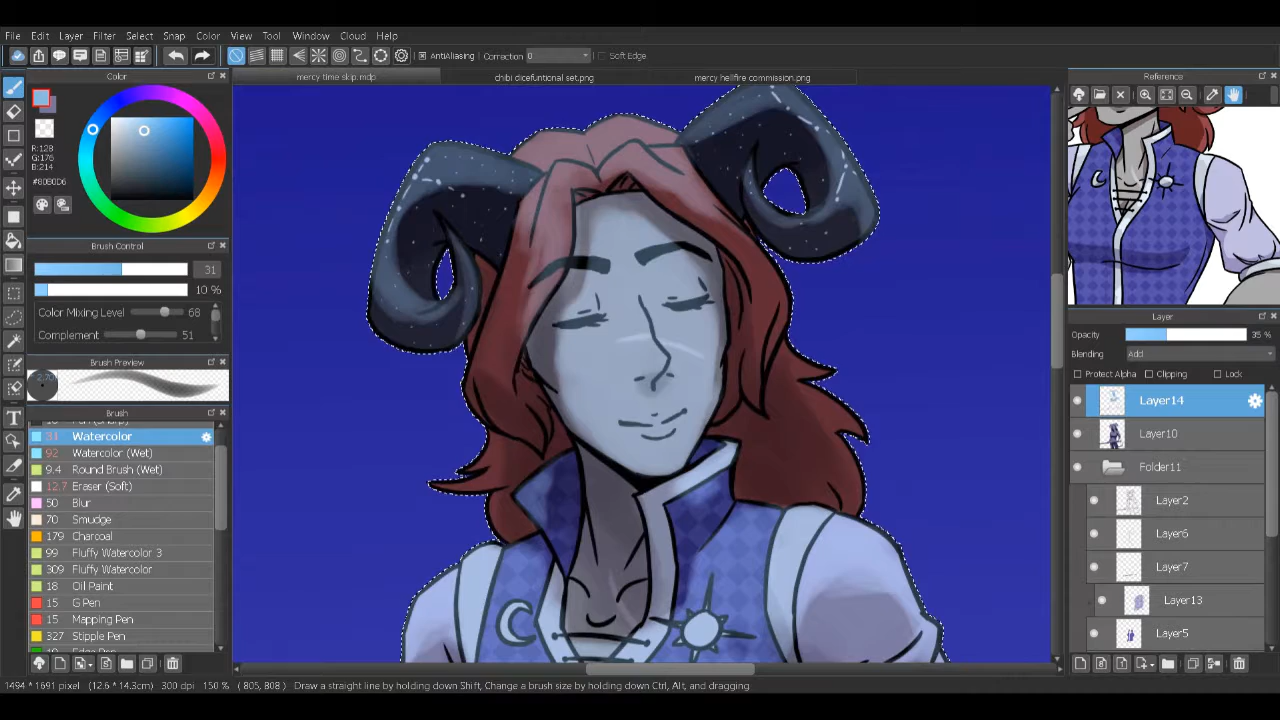 File Edit Layer Filter Select Snap Color View Tool Window Cloud Help
AntiAliasing Correction 0 Soft Edge
Color
mercy time skip.mdp chibi dicefuntional set.png mercy hellfire commission.png
Reference
R:128
G:176
B:214
#80B0D6
Brush Control
31
10 %
Color Mixing Level 68
Complement 51
Brush Preview
Brush
31 Watercolor
92 Watercolor (Wet)
9.4 Round Brush (Wet)
12.7 Eraser (Soft)
50 Blur
70 Smudge
179 Charcoal
99 Fluffy Watercolor 3
309 Fluffy Watercolor
18 Oil Paint
15 G Pen
15 Mapping Pen
327 Stipple Pen
Layer
Opacity 35 %
Blending Add
Protect Alpha Clipping Lock
Layer14
Layer10
Folder11
Layer2
Layer6
Layer7
Layer13
Layer5
1494 * 1691 pixel (12.6 * 14.3cm) 300 dpi 150 % ( 805, 808 ) Draw a straight line by holding down Shift, Change a brush size by holding down Ctrl, Alt, and dragging